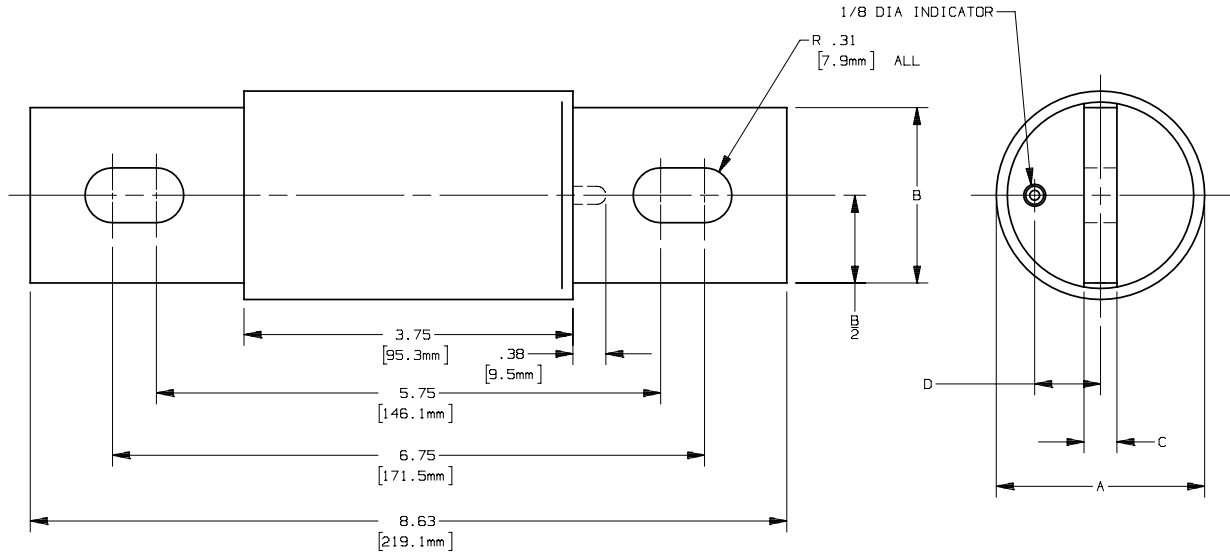 1/8 DIA INDICATOR
R .31
[7.9mm] ALL
B
B
2
3.75
[95.3mm]
.38
[9.5mm]
D
5.75
[146.1mm]
C
6.75
[171.5mm]
A
8.63
[219.1mm]